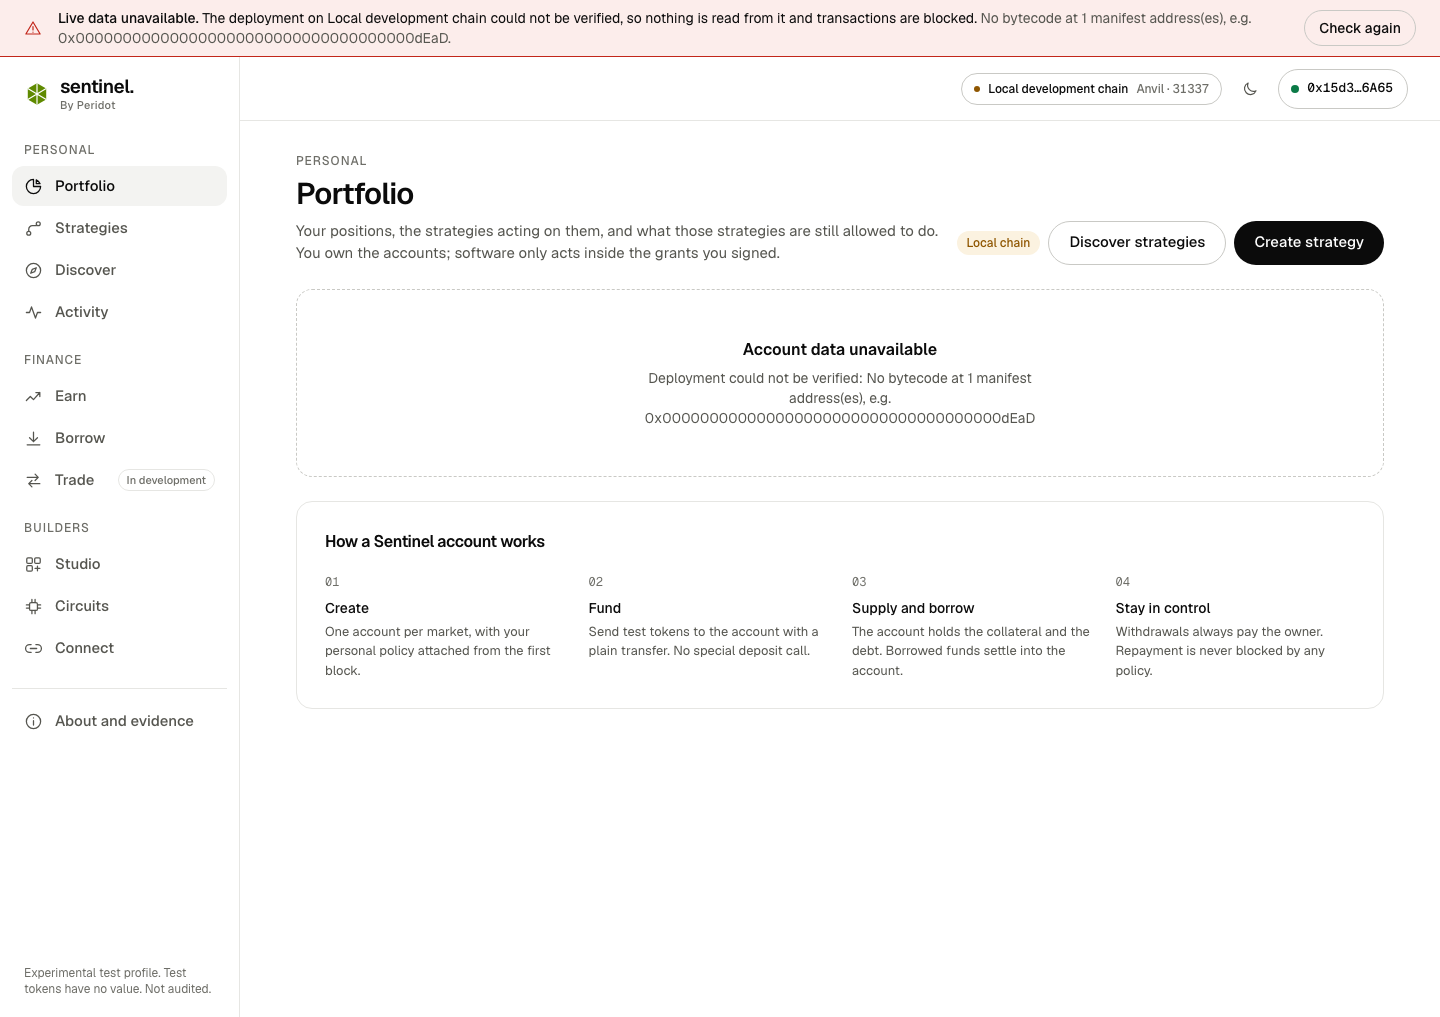 Live data unavailable. The deployment on Local development chain could not be verified, so nothing is read from it and transactions are blocked. No bytecode at 1 manifest address(es), e.g.
0x000000000000000000000000000000000000dEaD.
Check again
sentinel.
By Peridot
Local development chain Anvil · 31337
0x15d3…6A65
PERSONAL
Portfolio
Strategies
Discover
Activity
FINANCE
Earn
Borrow
Trade In development
BUILDERS
Studio
Circuits
Connect
About and evidence
Experimental test profile. Test
tokens have no value. Not audited.
PERSONAL
Portfolio
Your positions, the strategies acting on them, and what those strategies are still allowed to do.
You own the accounts; software only acts inside the grants you signed.
Local chain
Discover strategies
Create strategy
Account data unavailable
Deployment could not be verified: No bytecode at 1 manifest
address(es), e.g.
0x000000000000000000000000000000000000dEaD
How a Sentinel account works
01
Create
One account per market, with your
personal policy attached from the first
block.
02
Fund
Send test tokens to the account with a
plain transfer. No special deposit call.
03
Supply and borrow
The account holds the collateral and the
debt. Borrowed funds settle into the
account.
04
Stay in control
Withdrawals always pay the owner.
Repayment is never blocked by any
policy.